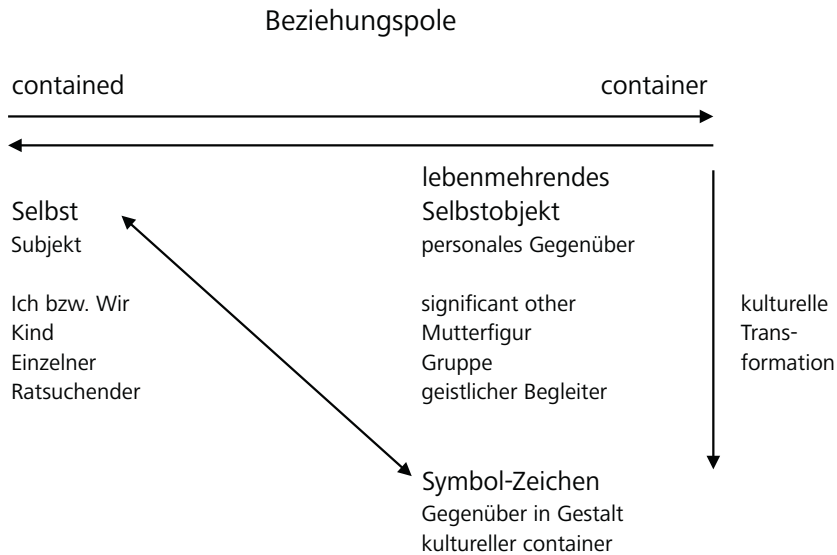 Beziehungspole
contained
container
lebenmehrendes
Selbst
Selbstobjekt
Subjekt
personales Gegenüber
Ich bzw. Wir
significant other
kulturelle
Kind
Mutterfigur
Trans-
Einzelner
Gruppe
formation
Ratsuchender
geistlicher Begleiter
Symbol-Zeichen
Gegenüber in Gestalt
kultureller container